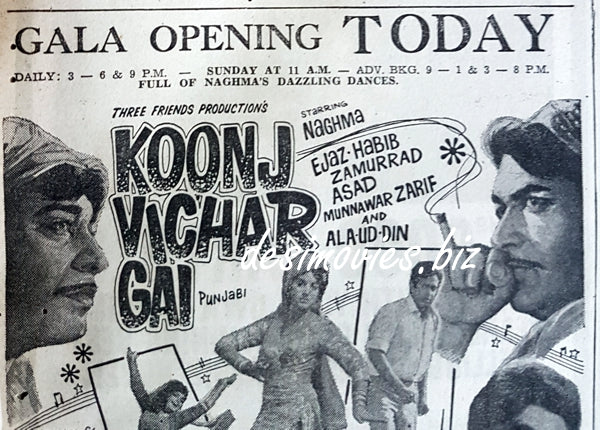 GALA OPENING TODAY
DAILY: 3 — 6 & 9 P.M. — SUNDAY AT 11 A.M. — ADV. BKG. 9 — 1 & 3 — 8 P.M.
FULL OF NAGHMA'S DAZZLING DANCES.
THREE FRIENDS PRODUCTION'S
KOONJ
VICHAR
GAI
PUNJABI
STARRING
NAGHMA
EJAZ·HABIB
ZAMURRAD
ASAD
MUNNAWAR ZARIF
AND
ALA·UD·DIN
desimovies.biz